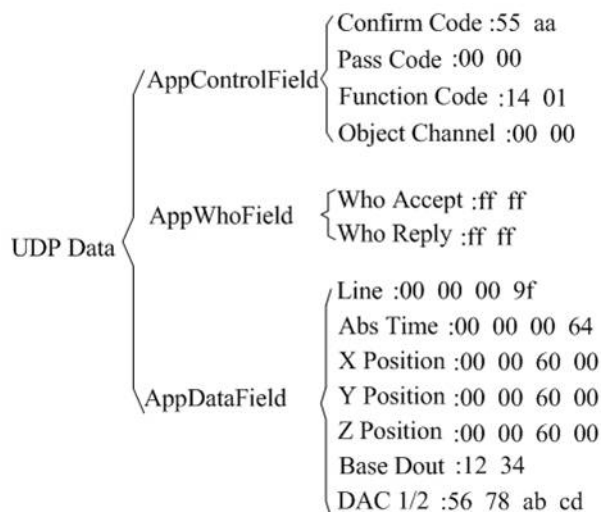 UDP Data
AppControlField
Confirm Code :55 aa
Pass Code :00 00
Function Code :14 01
Object Channel :00 00
AppWhoField
Who Accept :ff ff
Who Reply :ff ff
AppDataField
Line :00 00 00 9f
Abs Time :00 00 00 64
X Position :00 00 60 00
Y Position :00 00 60 00
Z Position :00 00 60 00
Base Dout :12 34
DAC 1/2 :56 78 ab cd